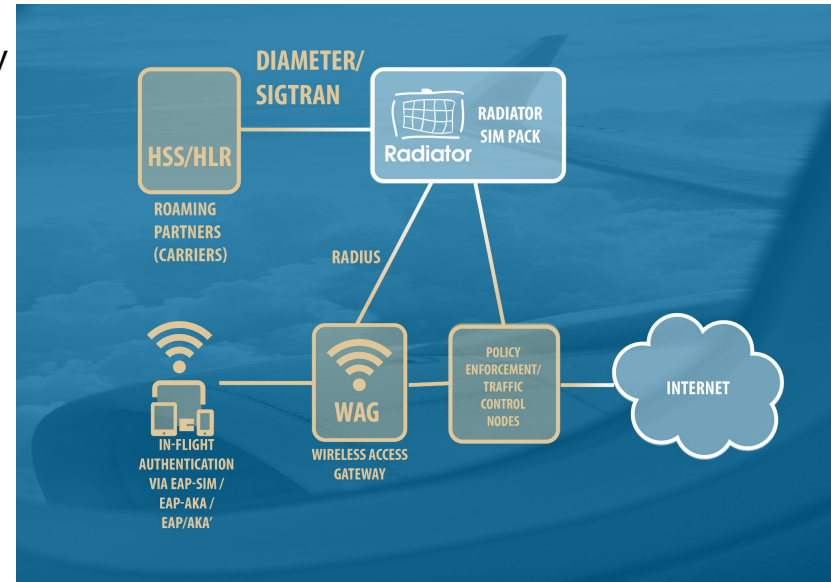 y
DIAMETER/
SIGTRAN
HSS/HLR
Radiator
RADIATOR
SIM PACK
ROAMING
PARTNERS
(CARRIERS)
RADIUS
WAG
POLICY
ENFORCEMENT/
TRAFFIC
CONTROL
NODES
INTERNET
IN-FLIGHT
AUTHENTICATION
VIA EAP-SIM /
EAP-AKA /
EAP/AKA’
WIRELESS ACCESS
GATEWAY